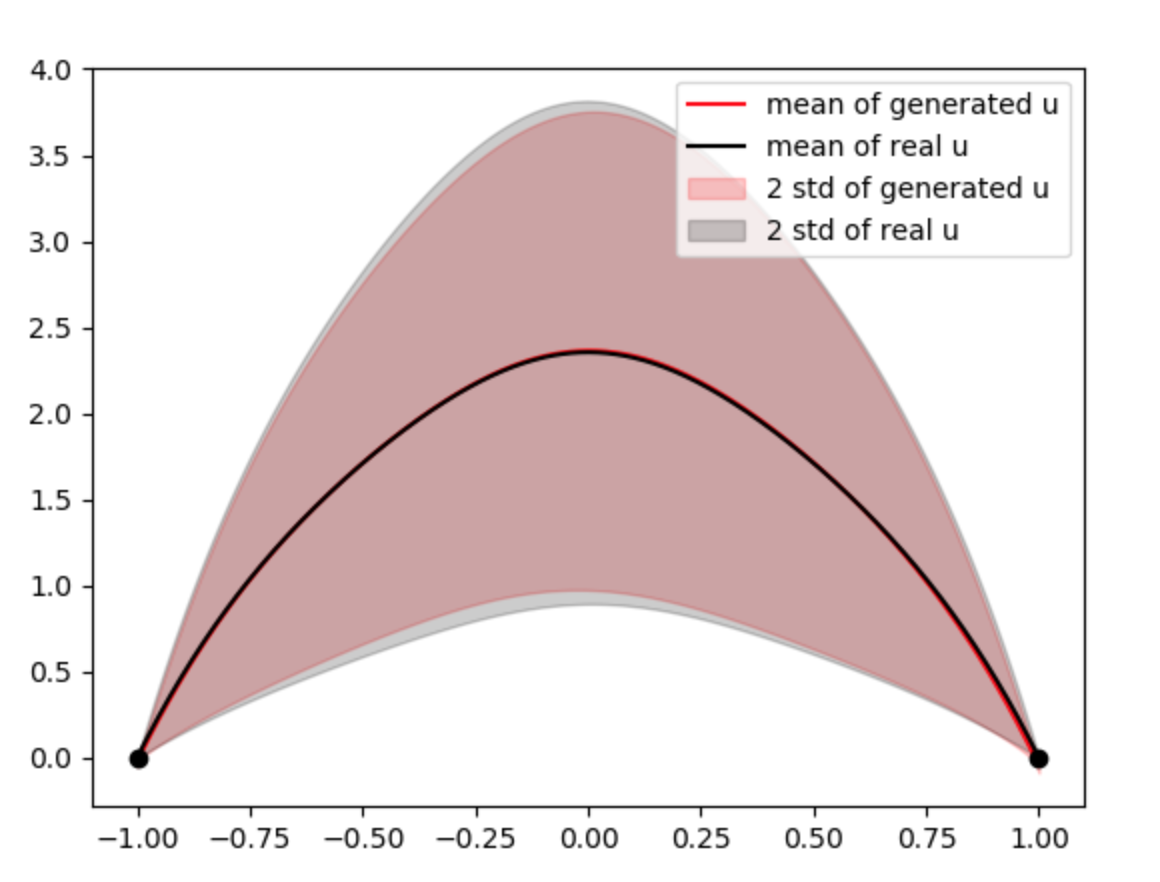 4.0
3.5
3.0
2.5
2.0
1.5
1.0
0.5
0.0
mean of generated u
mean of real u
2 std of generated u
2 std of real u
−1.00 −0.75 −0.50 −0.25 0.00 0.25 0.50 0.75 1.00